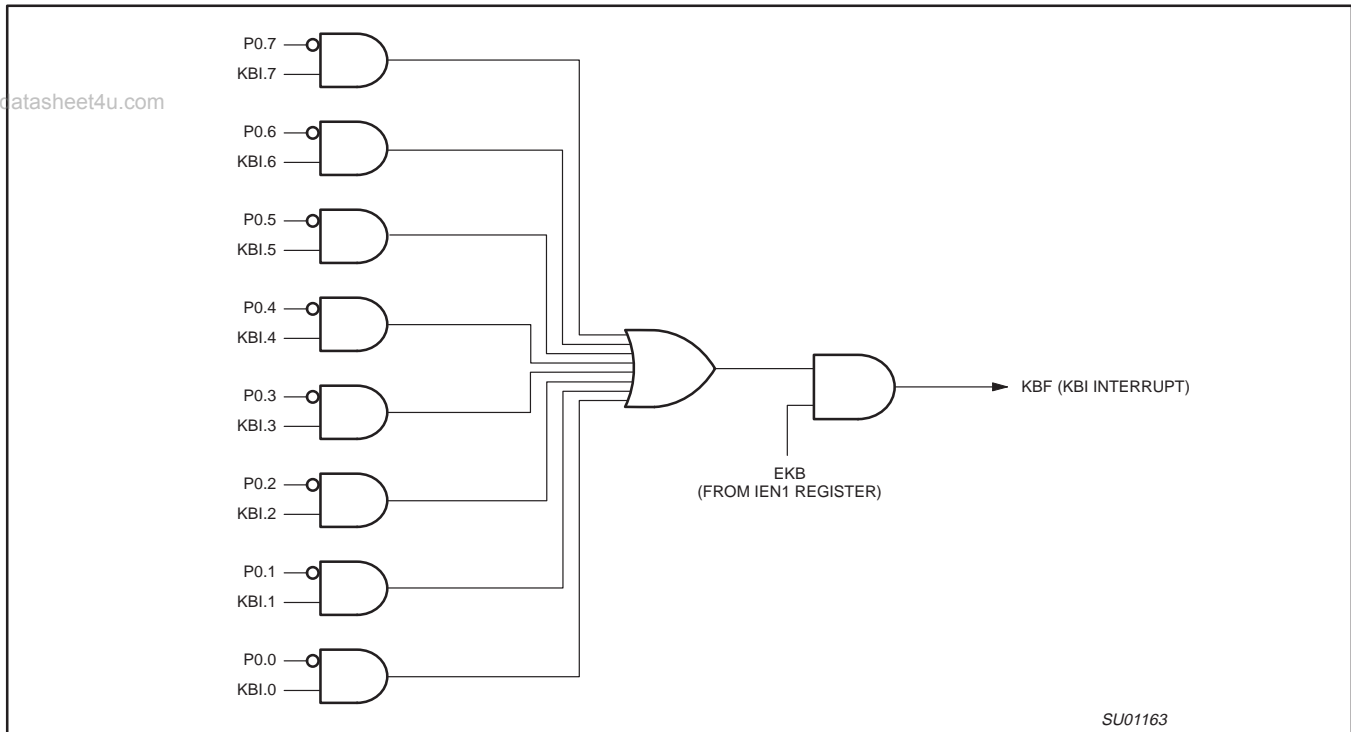 P0.7
KBI.7
datasheet4u.com
P0.6
KBI.6
P0.5
KBI.5
P0.4
KBI.4
P0.3
KBI.3
KBF (KBI INTERRUPT)
EKB
(FROM IEN1 REGISTER)
P0.2
KBI.2
P0.1
KBI.1
P0.0
KBI.0
SU01163